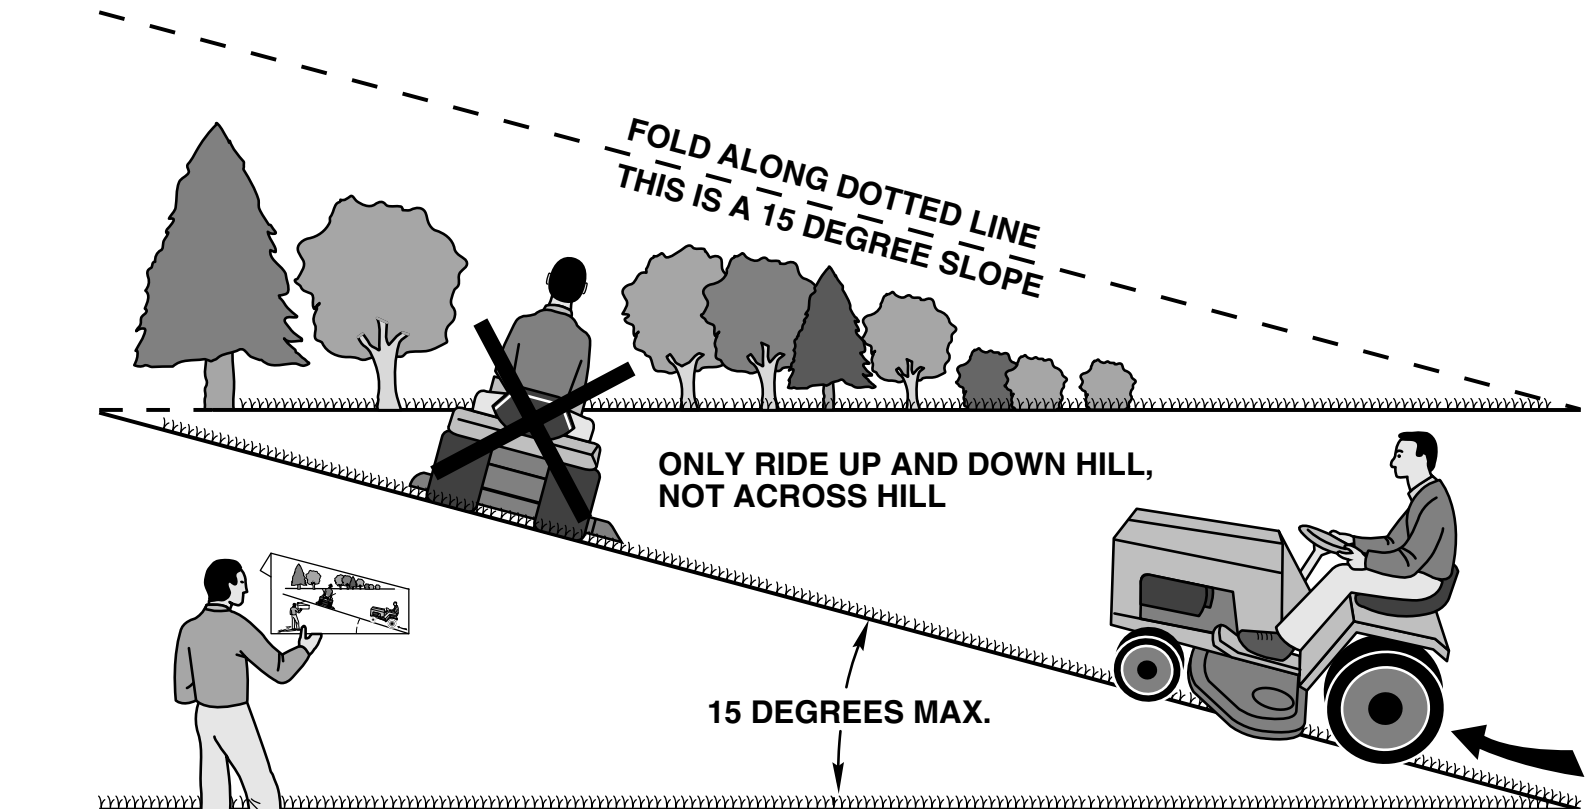 FOLD ALONG DOTTED LINE
THIS IS A 15 DEGREE SLOPE
ONLY RIDE UP AND DOWN HILL,
NOT ACROSS HILL
15 DEGREES MAX.